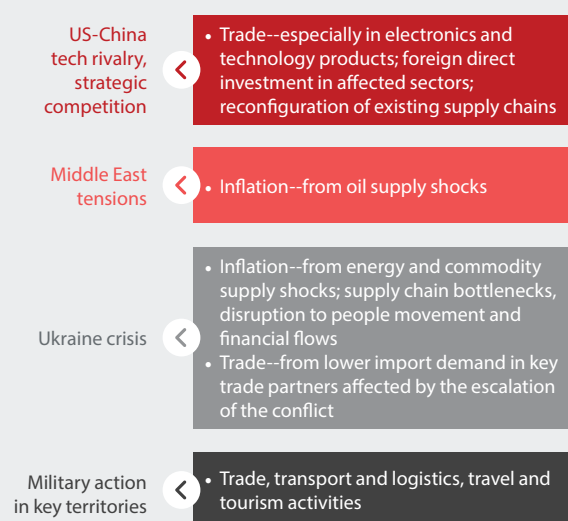 US-China
tech rivalry,
strategic
competition
• Trade--especially in electronics and
technology products; foreign direct
investment in affected sectors;
reconfiguration of existing supply chains
Middle East
tensions
• Inflation--from oil supply shocks
Ukraine crisis
• Inflation--from energy and commodity
supply shocks; supply chain bottlenecks,
disruption to people movement and
financial flows
• Trade--from lower import demand in key
trade partners affected by the escalation
of the conflict
Military action
in key territories
• Trade, transport and logistics, travel and
tourism activities